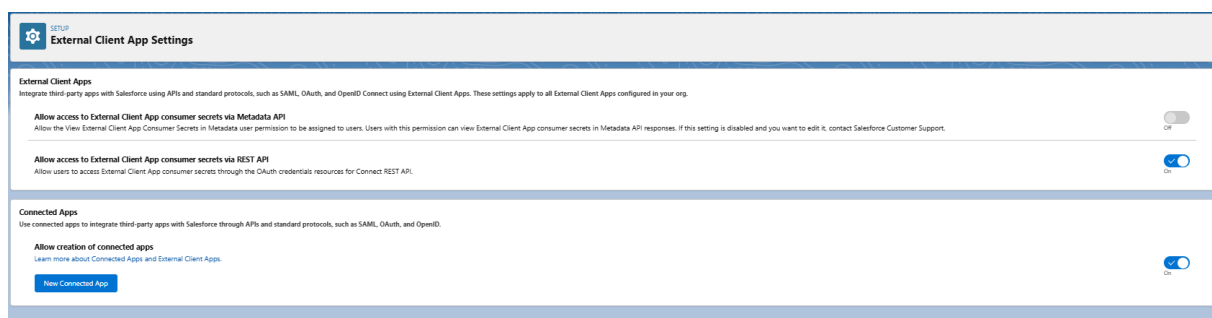 SETUP
External Client App Settings
External Client Apps
Integrate third-party apps with Salesforce using APIs and standard protocols, such as SAML, OAuth, and OpenID Connect using External Client Apps. These settings apply to all External Client Apps configured in your org.
Allow access to External Client App consumer secrets via Metadata API
Allow the View External Client App Consumer Secrets in Metadata user permission to be assigned to users. Users with this permission can view External Client App consumer secrets in Metadata API responses. If this setting is disabled and you want to edit it, contact Salesforce Customer Support.
Off
Allow access to External Client App consumer secrets via REST API
Allow users to access External Client App consumer secrets through the OAuth credentials resources for Connect REST API.
On
Connected Apps
Use connected apps to integrate third-party apps with Salesforce through APIs and standard protocols, such as SAML, OAuth, and OpenID.
Allow creation of connected apps
Learn more about Connected Apps and External Client Apps.
On
New Connected App